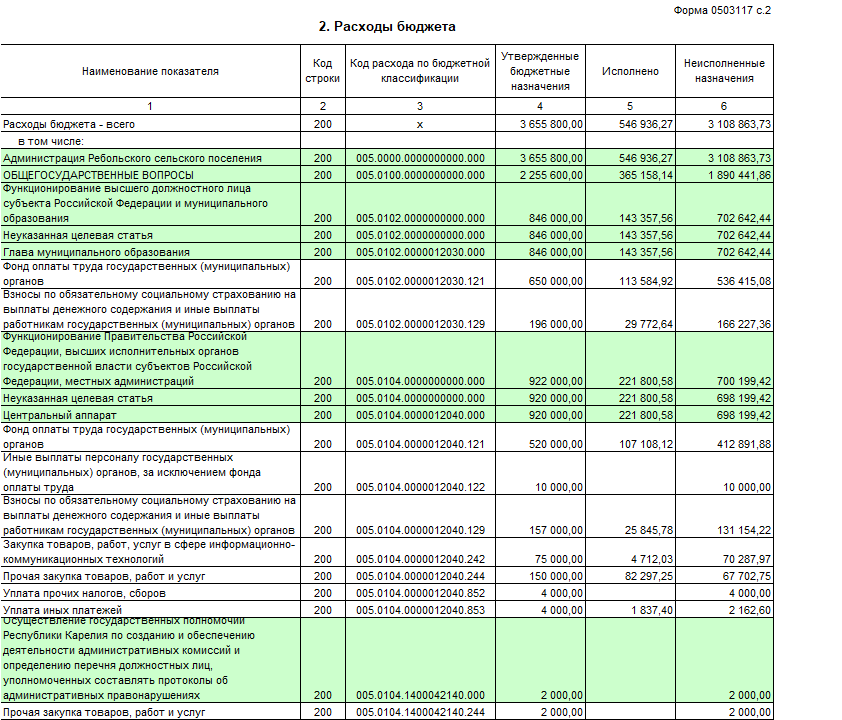 Форма 0503117 с.2
2. Расходы бюджета
Наименование показателя
Код строки
Код расхода по бюджетной классификации
Утвержденные бюджетные назначения
Исполнено
Неисполненные назначения
1 2 3 4 5 6
Расходы бюджета - всего 200 x 3 655 800,00 546 936,27 3 108 863,73
в том числе:
Администрация Ребольского сельского поселения 200 005.0000.0000000000.000 3 655 800,00 546 936,27 3 108 863,73
ОБЩЕГОСУДАРСТВЕННЫЕ ВОПРОСЫ 200 005.0100.0000000000.000 2 255 600,00 365 158,14 1 890 441,86
Функционирование высшего должностного лица
субъекта Российской Федерации и муниципального
образования 200 005.0102.0000000000.000 846 000,00 143 357,56 702 642,44
Неуказанная целевая статья 200 005.0102.0000000000.000 846 000,00 143 357,56 702 642,44
Глава муниципального образования 200 005.0102.0000012030.000 846 000,00 143 357,56 702 642,44
Фонд оплаты труда государственных (муниципальных)
органов 200 005.0102.0000012030.121 650 000,00 113 584,92 536 415,08
Взносы по обязательному социальному страхованию на
выплаты денежного содержания и иные выплаты
работникам государственных (муниципальных) органов 200 005.0102.0000012030.129 196 000,00 29 772,64 166 227,36
Функционирование Правительства Российской
Федерации, высших исполнительных органов
государственной власти субъектов Российской
Федерации, местных администраций 200 005.0104.0000000000.000 922 000,00 221 800,58 700 199,42
Неуказанная целевая статья 200 005.0104.0000000000.000 920 000,00 221 800,58 698 199,42
Центральный аппарат 200 005.0104.0000012040.000 920 000,00 221 800,58 698 199,42
Фонд оплаты труда государственных (муниципальных)
органов 200 005.0104.0000012040.121 520 000,00 107 108,12 412 891,88
Иные выплаты персоналу государственных
(муниципальных) органов, за исключением фонда
оплаты труда 200 005.0104.0000012040.122 10 000,00 10 000,00
Взносы по обязательному социальному страхованию на
выплаты денежного содержания и иные выплаты
работникам государственных (муниципальных) органов 200 005.0104.0000012040.129 157 000,00 25 845,78 131 154,22
Закупка товаров, работ, услуг в сфере информационно-
коммуникационных технологий 200 005.0104.0000012040.242 75 000,00 4 712,03 70 287,97
Прочая закупка товаров, работ и услуг 200 005.0104.0000012040.244 150 000,00 82 297,25 67 702,75
Уплата прочих налогов, сборов 200 005.0104.0000012040.852 4 000,00 4 000,00
Уплата иных платежей 200 005.0104.0000012040.853 4 000,00 1 837,40 2 162,60
Осуществление государственных полномочий
Республики Карелия по созданию и обеспечению
деятельности административных комиссий и
определению перечня должностных лиц,
уполномоченных составлять протоколы об
административных правонарушениях 200 005.0104.1400042140.000 2 000,00 2 000,00
Прочая закупка товаров, работ и услуг 200 005.0104.1400042140.244 2 000,00 2 000,00